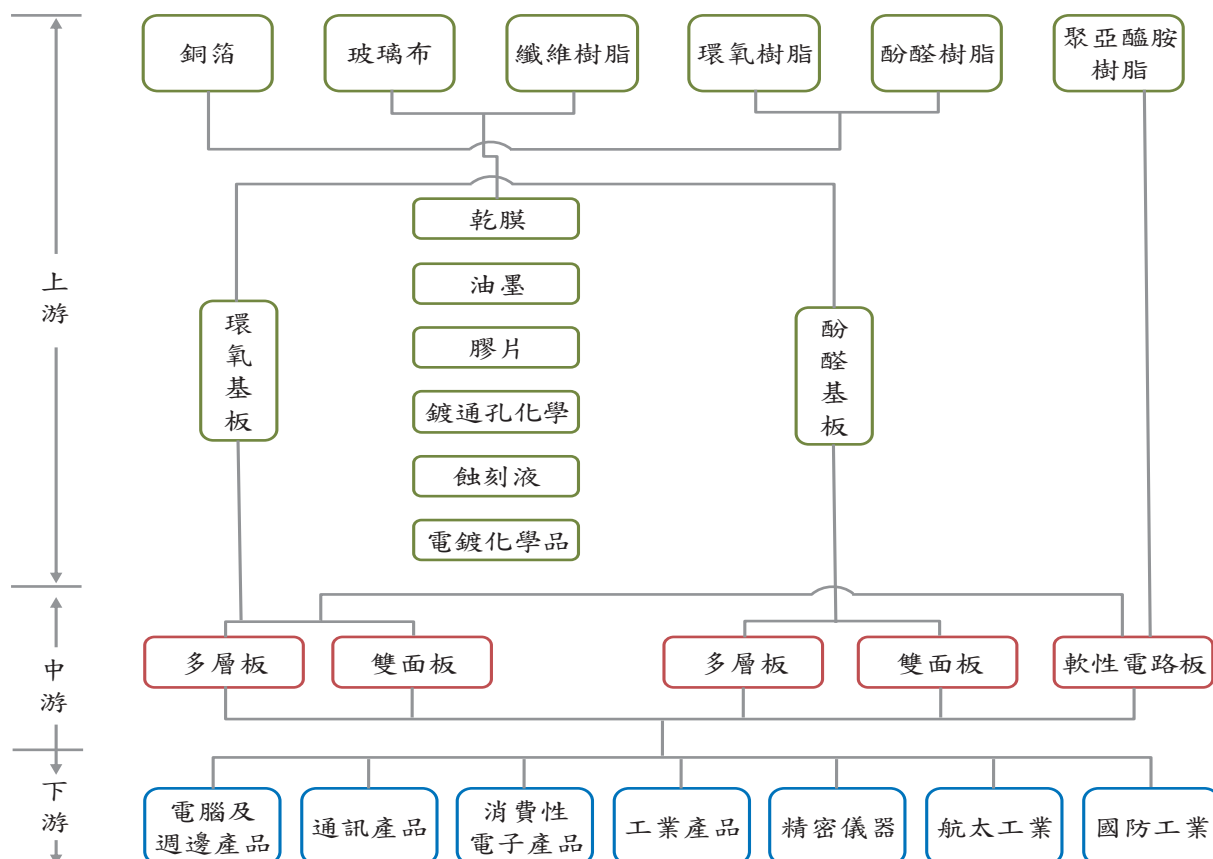 銅箔
玻璃布
纖維樹脂
環氧樹脂
酚醛樹脂
聚亞醯胺
樹脂
上游
乾膜
油墨
膠片
鍍通孔化學
蝕刻液
電鍍化學品
環氧基板
酚醛基板
中游
多層板
雙面板
多層板
雙面板
軟性電路板
下游
電腦及
週邊產品
通訊產品
消費性
電子產品
工業產品
精密儀器
航太工業
國防工業